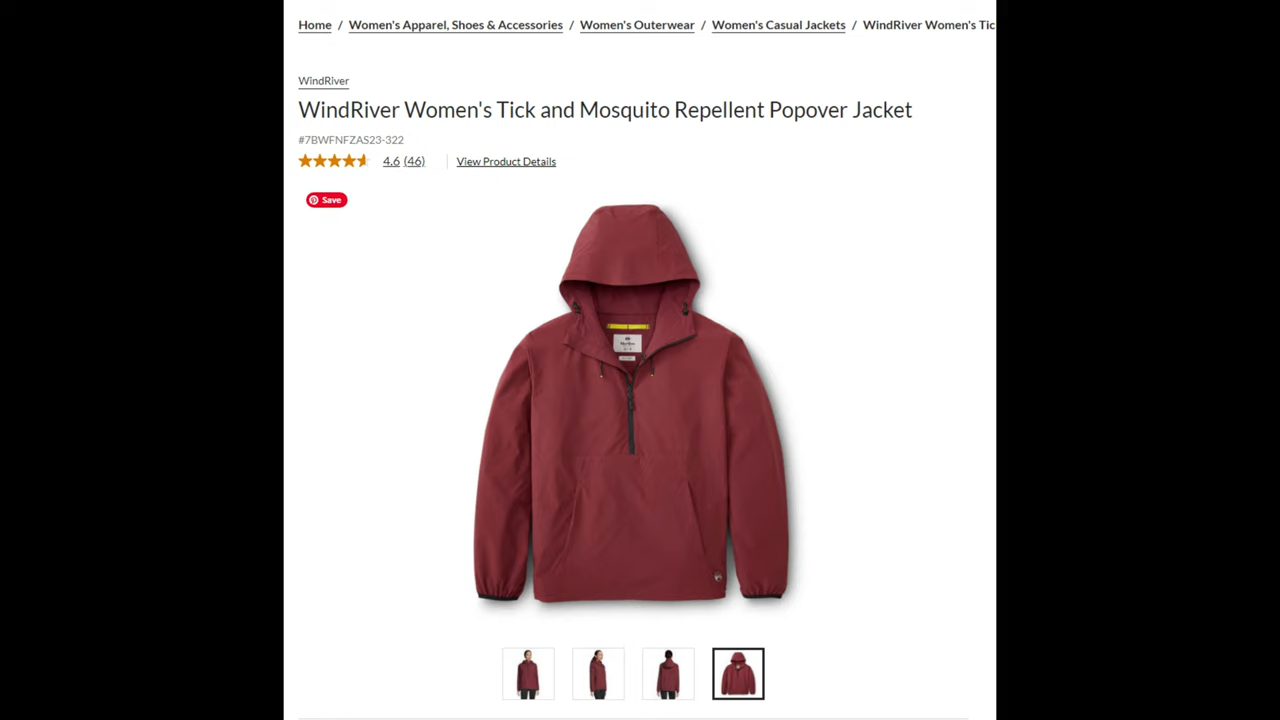 Home / Women's Apparel, Shoes & Accessories / Women's Outerwear / Women's Casual Jackets / WindRiver Women's Tic
WindRiver
WindRiver Women's Tick and Mosquito Repellent Popover Jacket
#7BWFNFZAS23-322
4.6 (46) View Product Details
Save